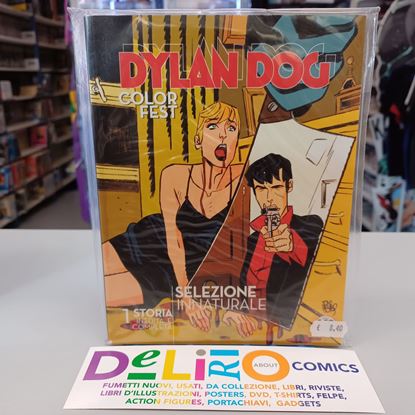 DYLAN DOG
COLOR
FEST
SELEZIONE
INNATURALE
1 STORIA
INEDITA E
COMPLETA
€ 8,40
DeLiRiO ABOUT COMICS
FUMETTI NUOVI, USATI, DA COLLEZIONE, LIBRI, RIVISTE,
LIBRI D'ILLUSTRAZIONI, POSTERS, DVD, T-SHIRTS, FELPE,
ACTION FIGURES, PORTACHIAVI, GADGETS